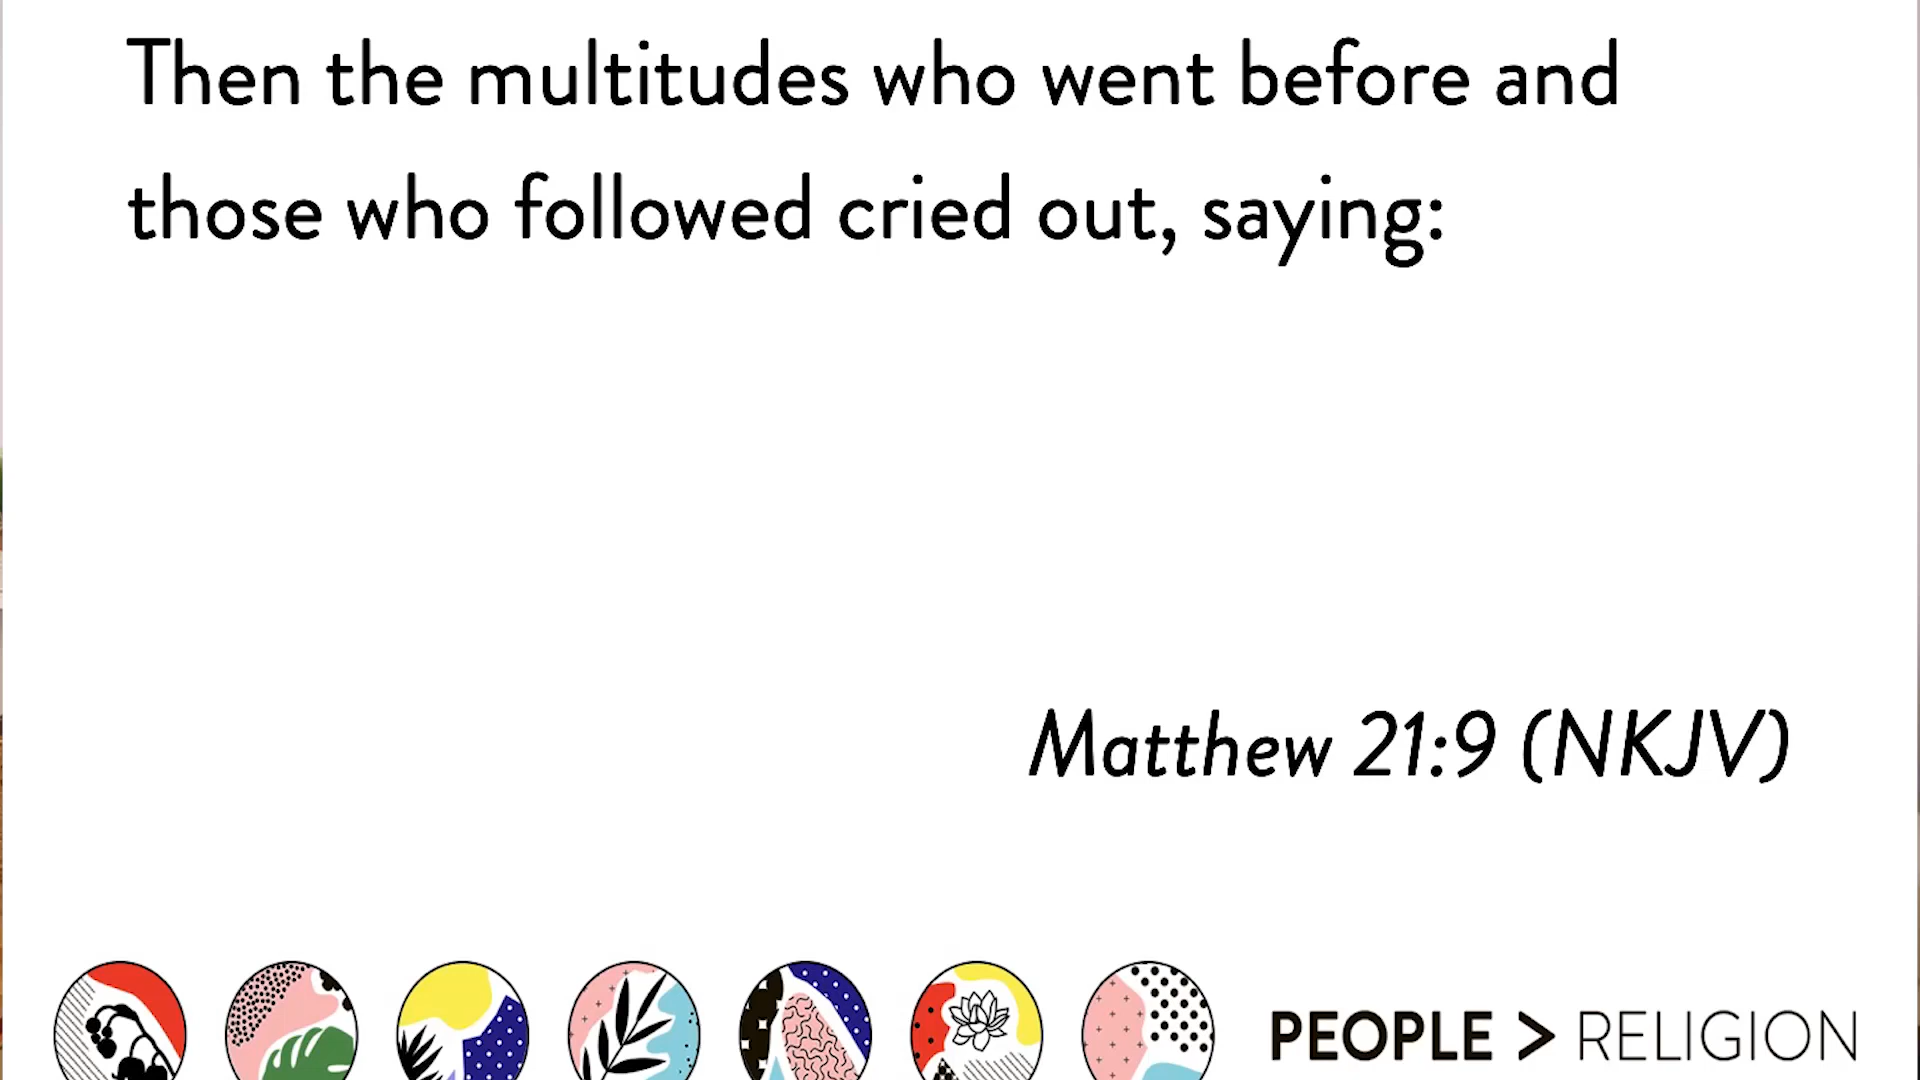 Then the multitudes who went before and
those who followed cried out, saying:
Matthew 21:9 (NKJV)
PEOPLE > RELIGION